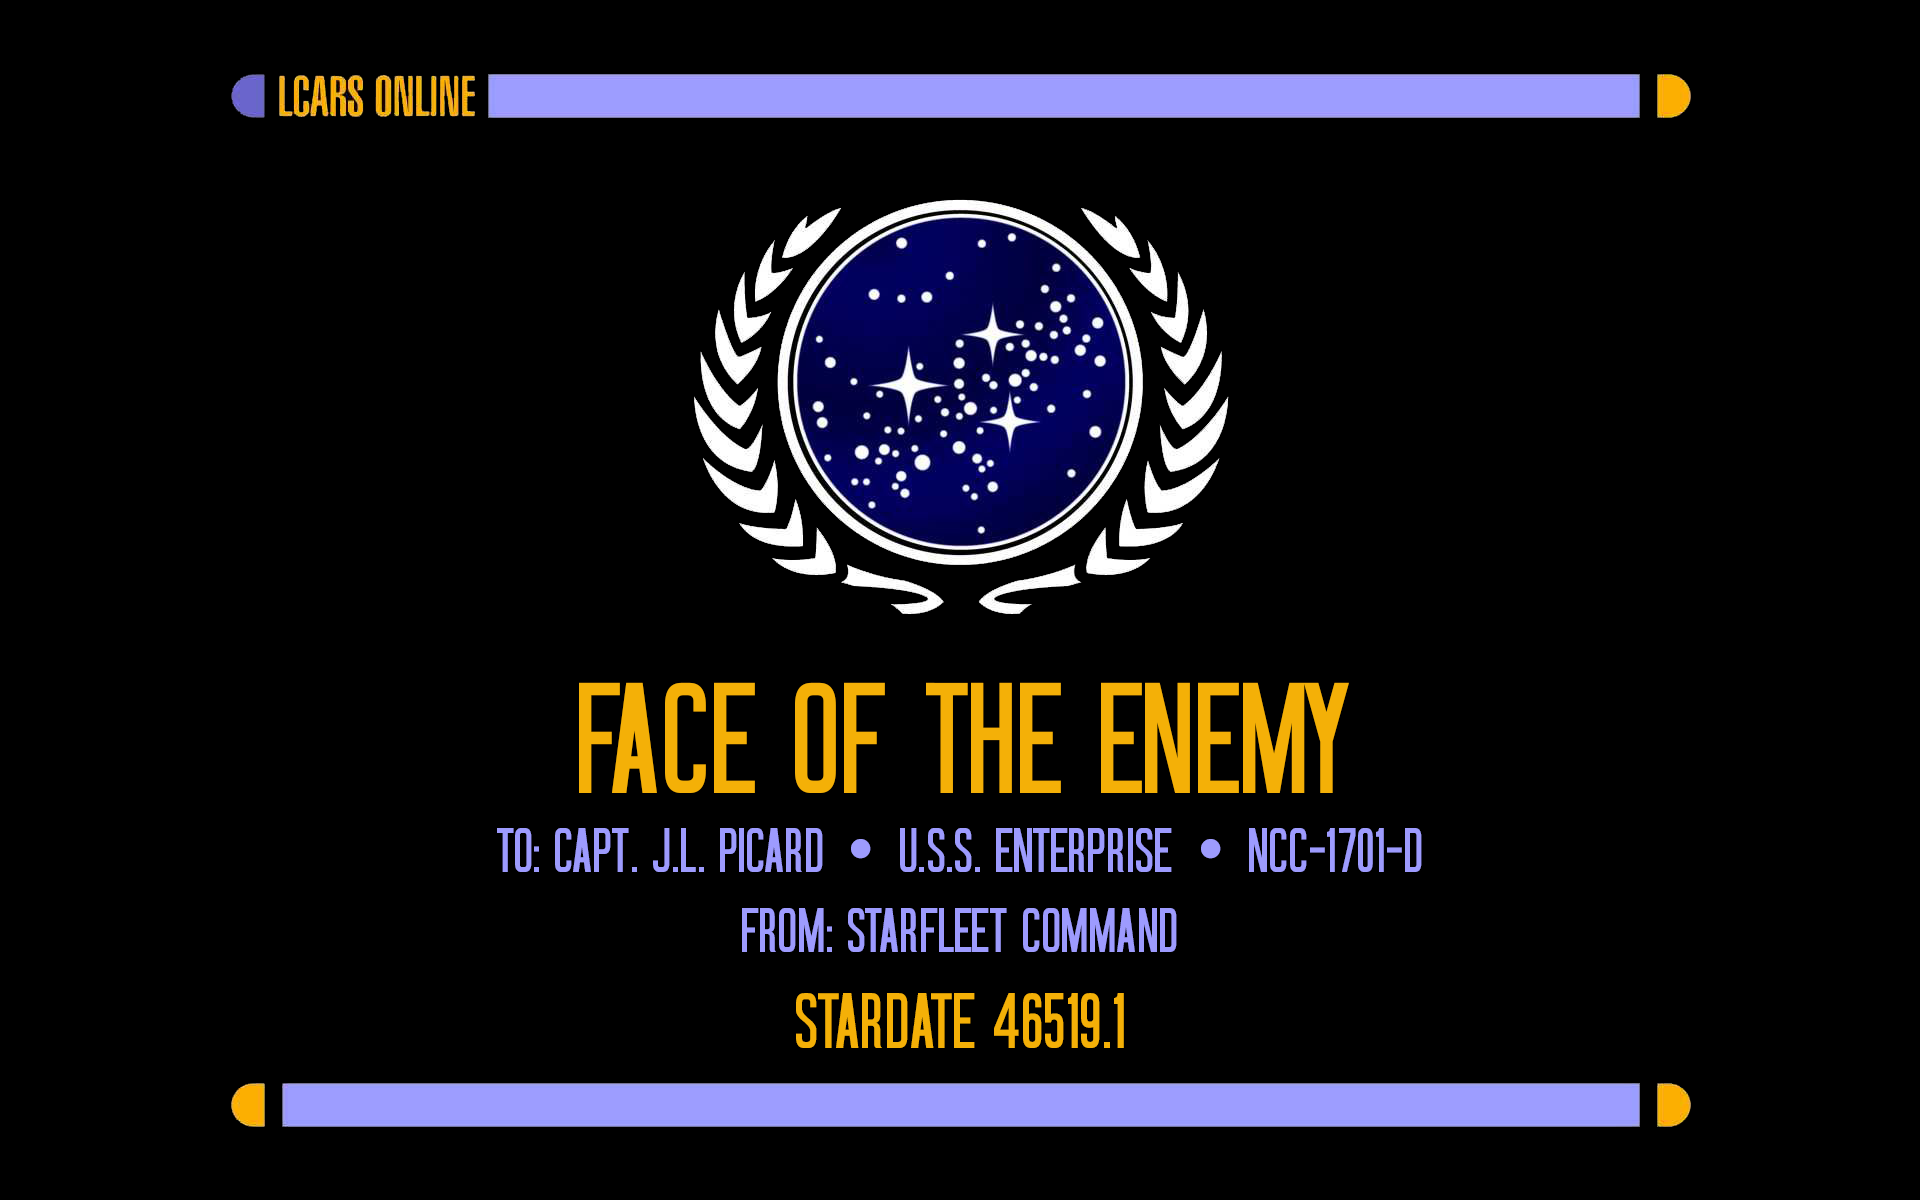 LCARS ONLINE
FACE OF THE ENEMY
TO: CAPT. J.L. PICARD • U.S.S. ENTERPRISE • NCC-1701-D
FROM: STARFLEET COMMAND
STARDATE 46519.1